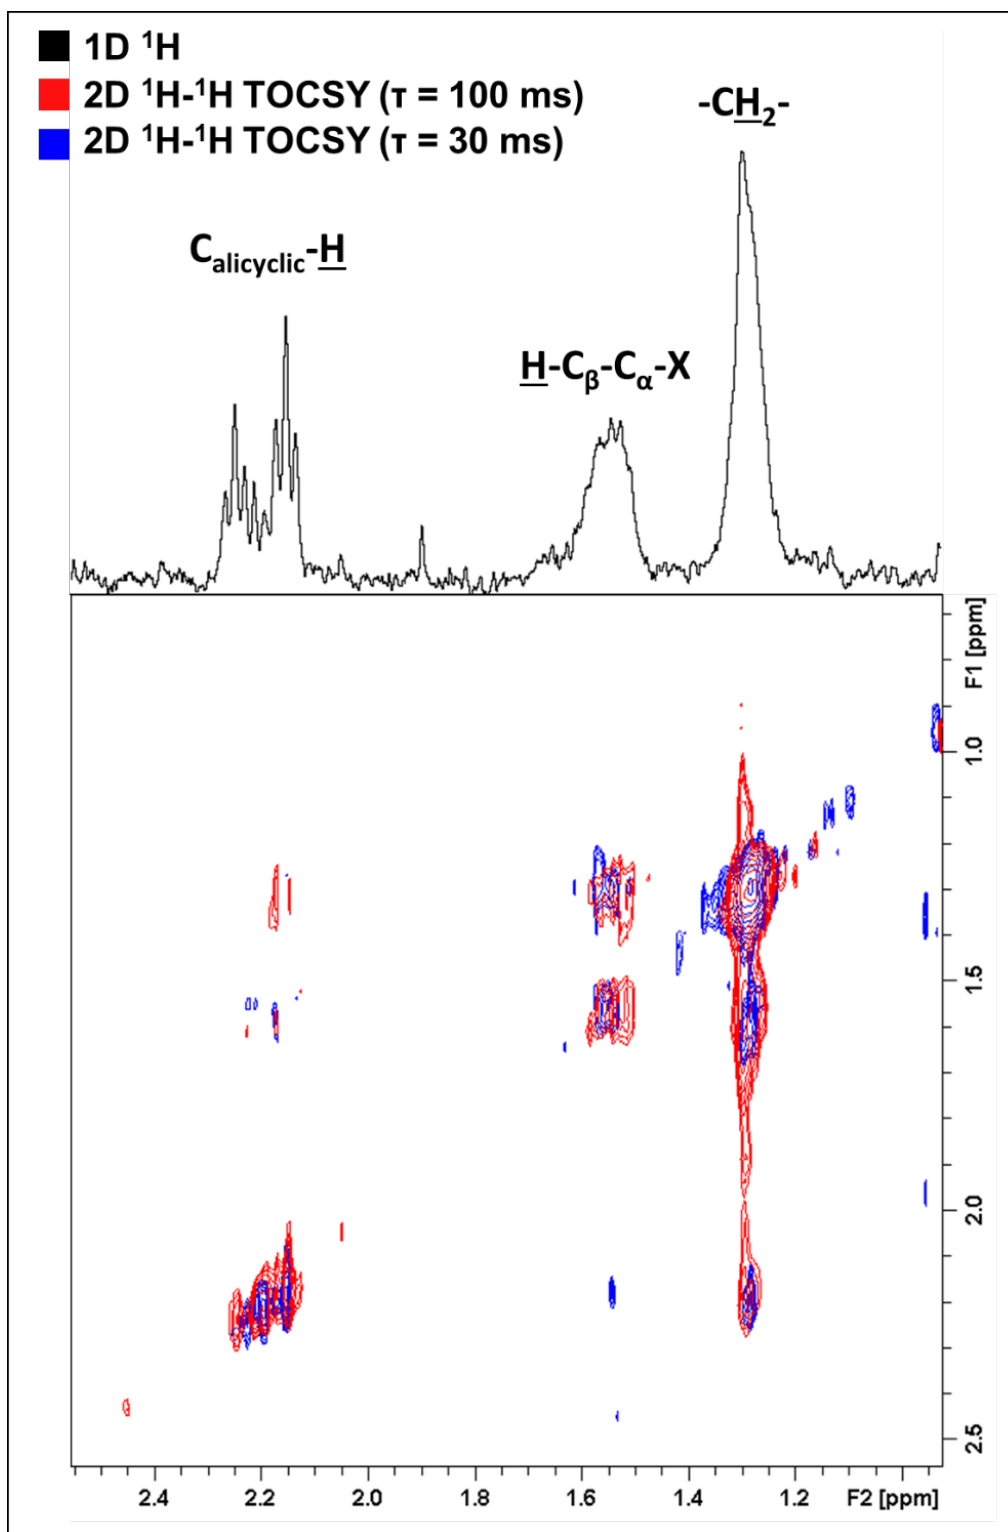 1D ¹H
2D ¹H-¹H TOCSY (τ = 100 ms)
2D ¹H-¹H TOCSY (τ = 30 ms)
-CH₂-
C_alicyclic-H
H-Cβ-Cα-X
F1 [ppm]
1.0
1.5
2.0
2.5
2.4 2.2 2.0 1.8 1.6 1.4 1.2 F2 [ppm]